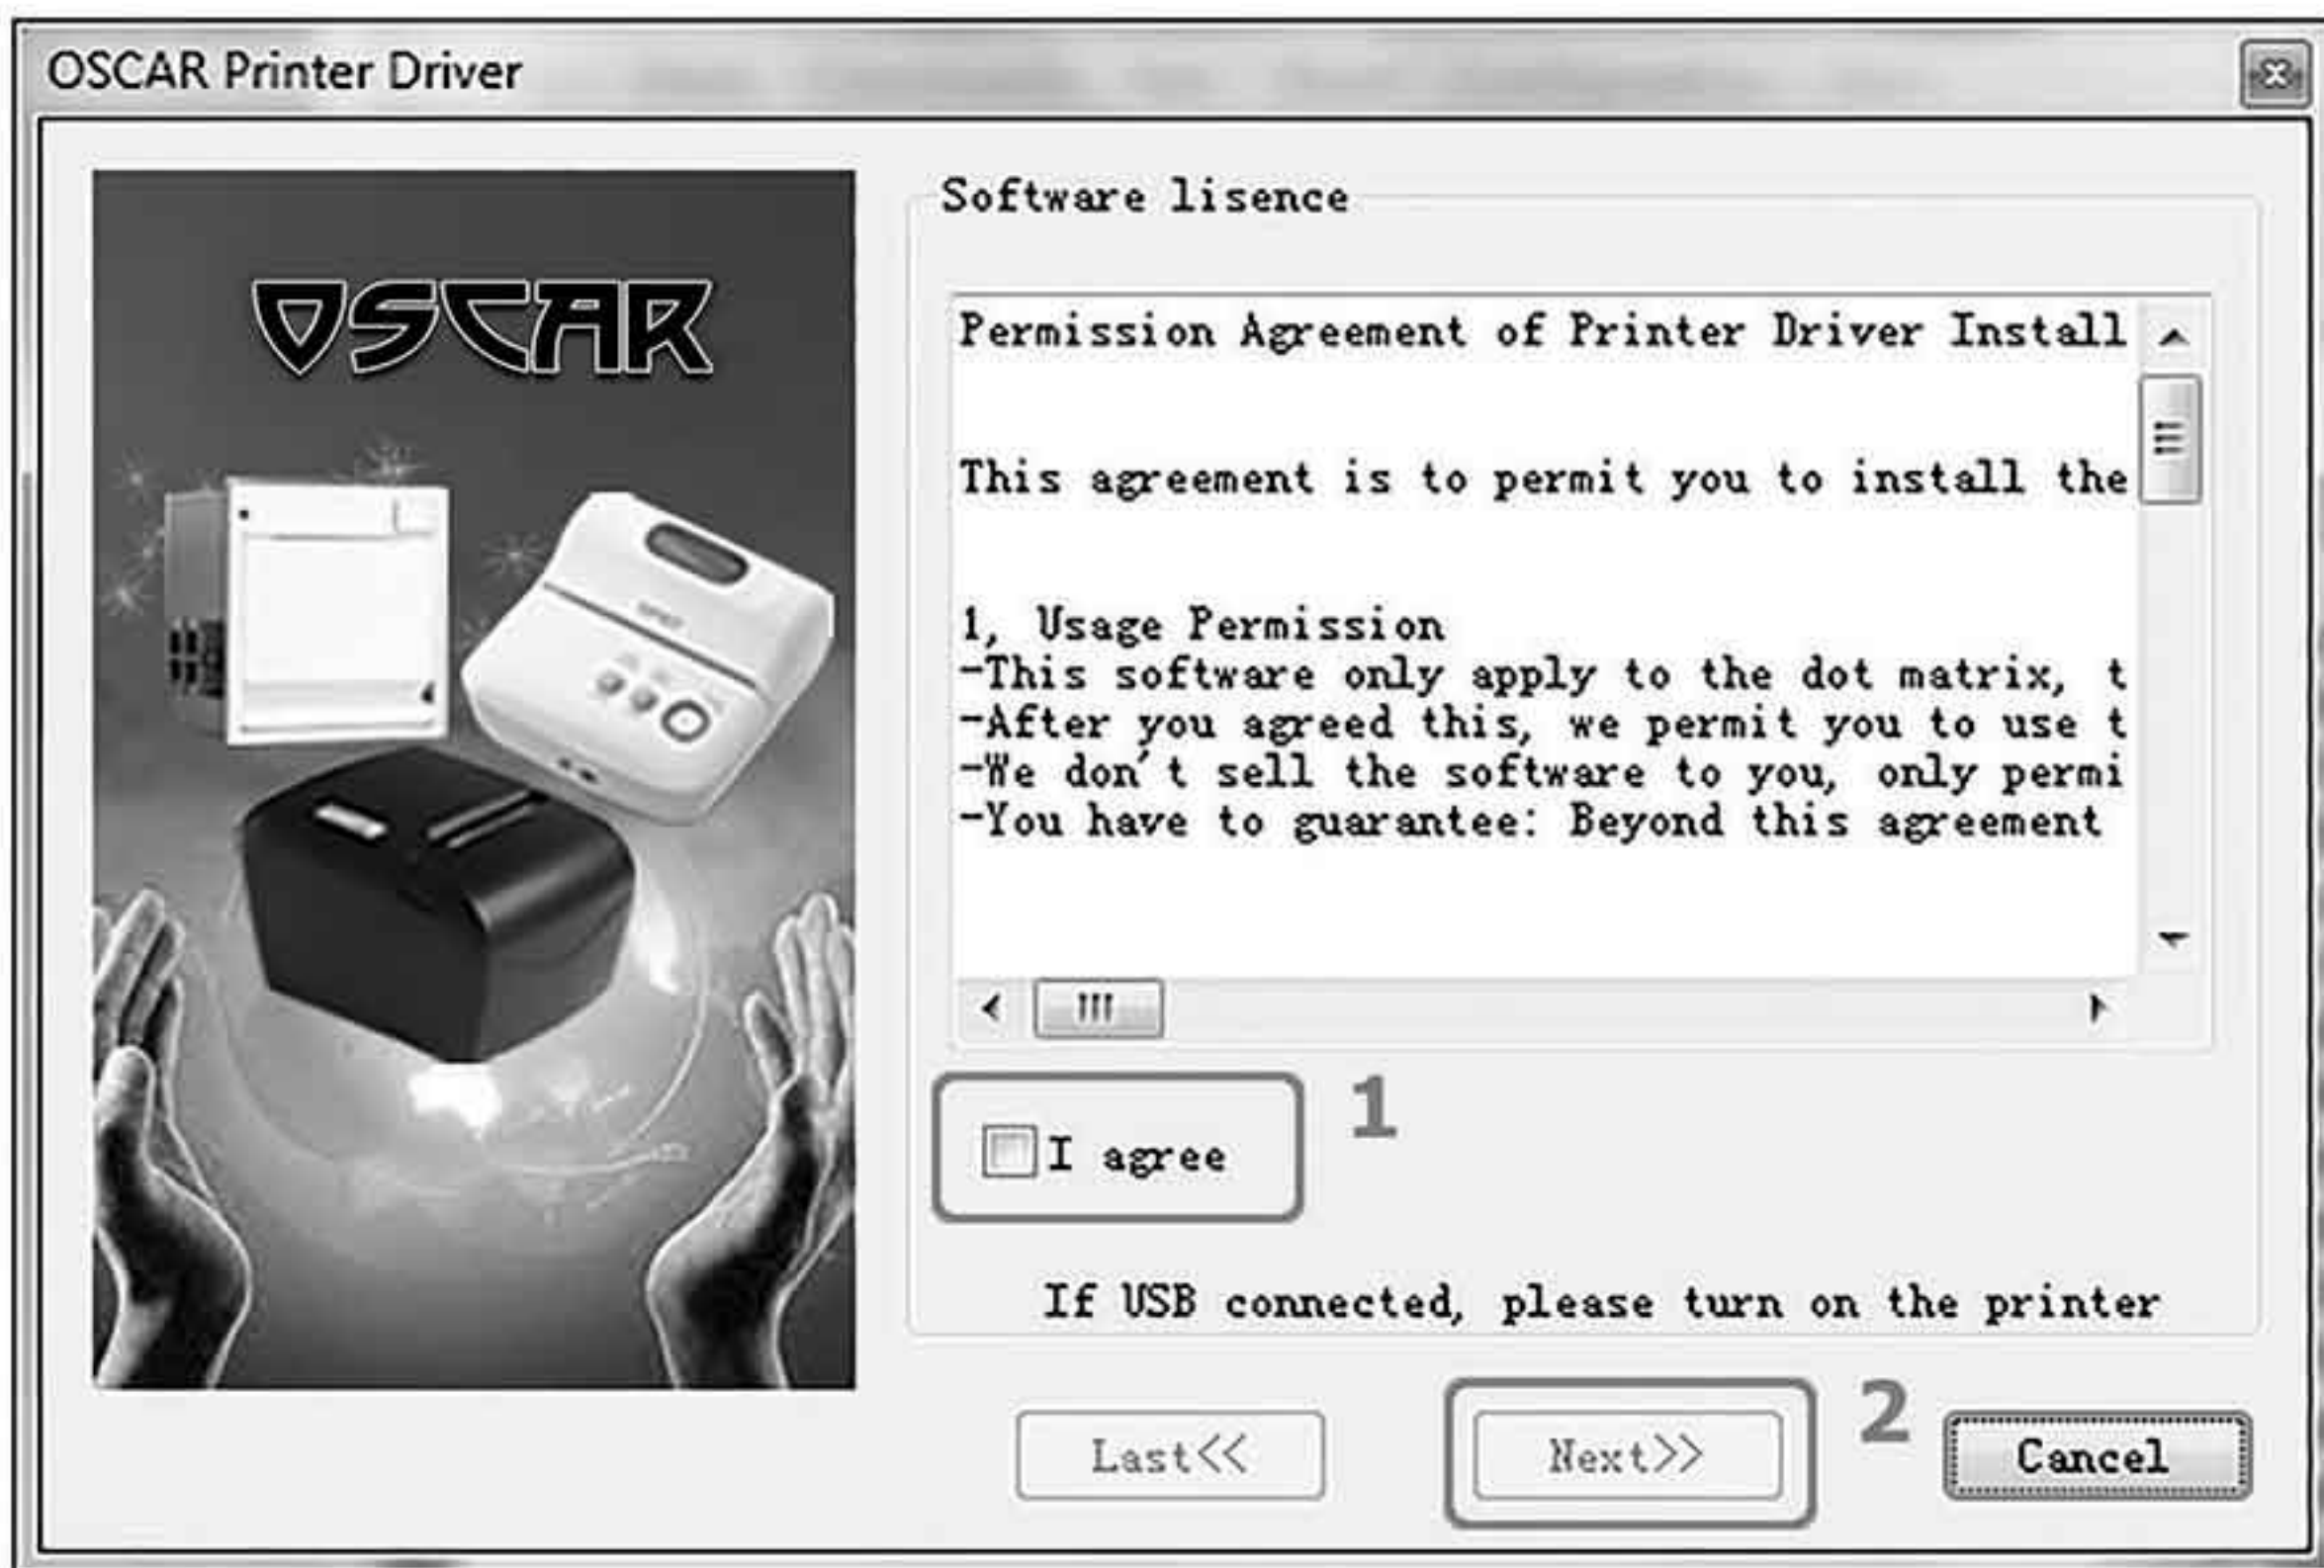 OSCAR Printer Driver
OSCAR
Software lisence
Permission Agreement of Printer Driver Install
This agreement is to permit you to install the
1, Usage Permission
-This software only apply to the dot matrix, t
-After you agreed this, we permit you to use t
-We don't sell the software to you, only permi
-You have to guarantee: Beyond this agreement
I agree
1
If USB connected, please turn on the printer
Last<<
Next>>
2
Cancel